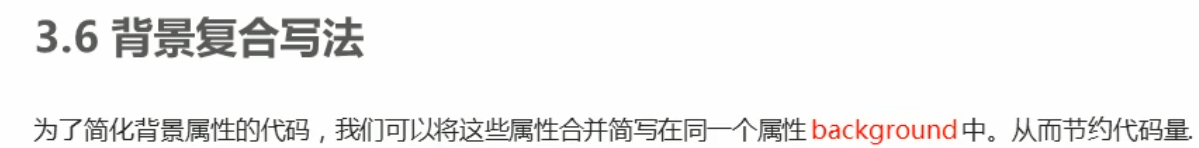 3.6 背景复合写法
为了简化背景属性的代码，我们可以将这些属性合并简写在同一个属性 background 中。从而节约代码量.